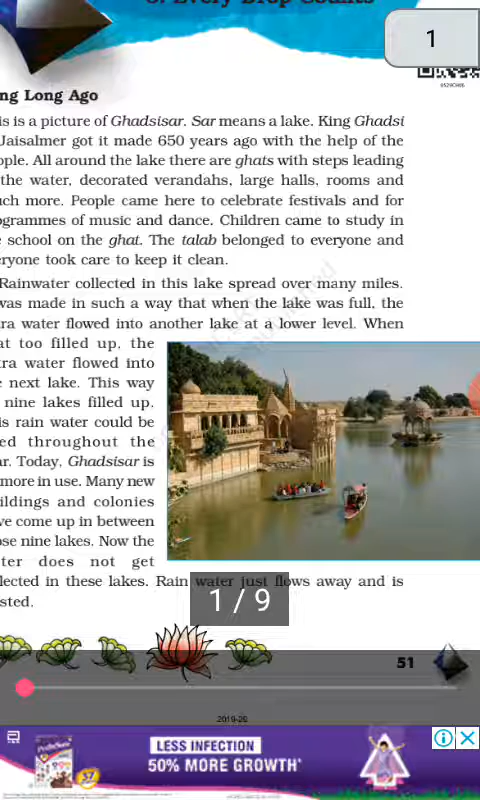 6. Every Drop Counts
1
ng Long Ago
is is a picture of Ghadsisar. Sar means a lake. King Ghadsi
Jaisalmer got it made 650 years ago with the help of the
ople. All around the lake there are ghats with steps leading
the water, decorated verandahs, large halls, rooms and
uch more. People came here to celebrate festivals and for
ogrammes of music and dance. Children came to study in
e school on the ghat. The talab belonged to everyone and
eryone took care to keep it clean.
Rainwater collected in this lake spread over many miles.
was made in such a way that when the lake was full, the
tra water flowed into another lake at a lower level. When
at too filled up, the
tra water flowed into
e next lake. This way
nine lakes filled up.
is rain water could be
ed throughout the
ar. Today, Ghadsisar is
more in use. Many new
ildings and colonies
ve come up in between
ose nine lakes. Now the
ter does not get
llected in these lakes. Rain water just flows away and is
sted.
1 / 9
51
2019-20
LESS INFECTION
50% MORE GROWTH*